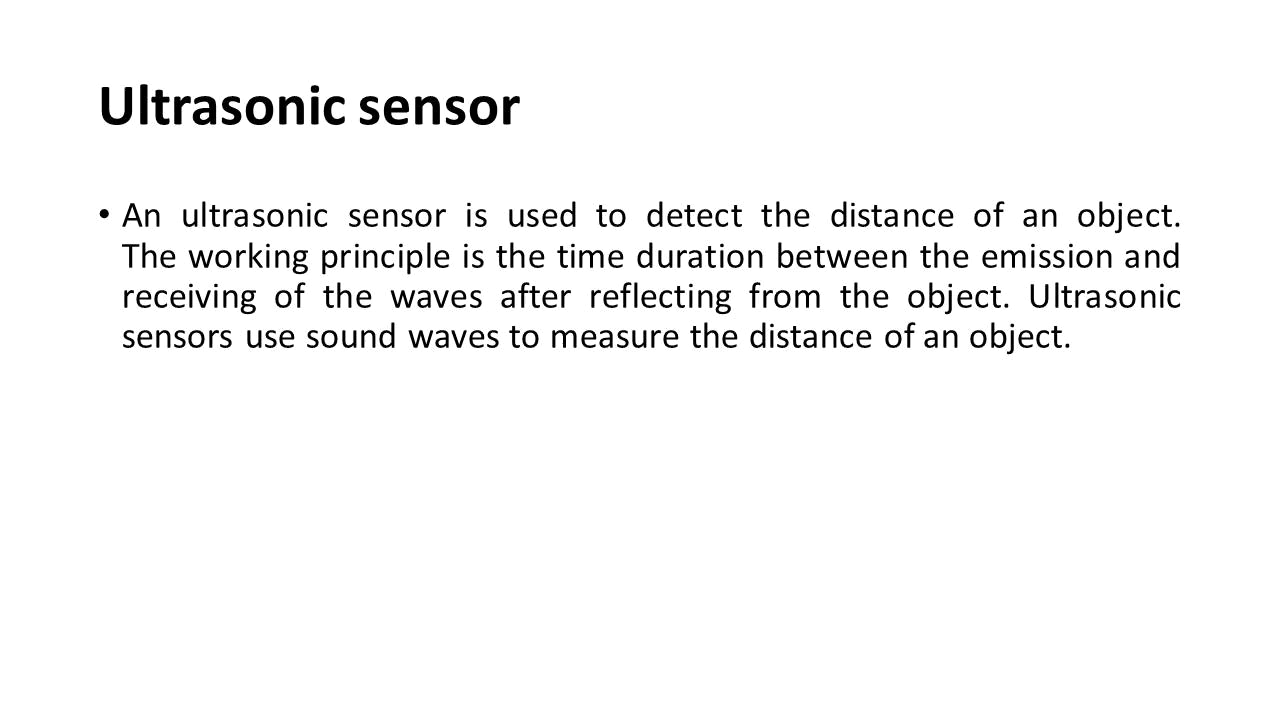 Ultrasonic sensor
• An ultrasonic sensor is used to detect the distance of an object.
The working principle is the time duration between the emission and
receiving of the waves after reflecting from the object. Ultrasonic
sensors use sound waves to measure the distance of an object.